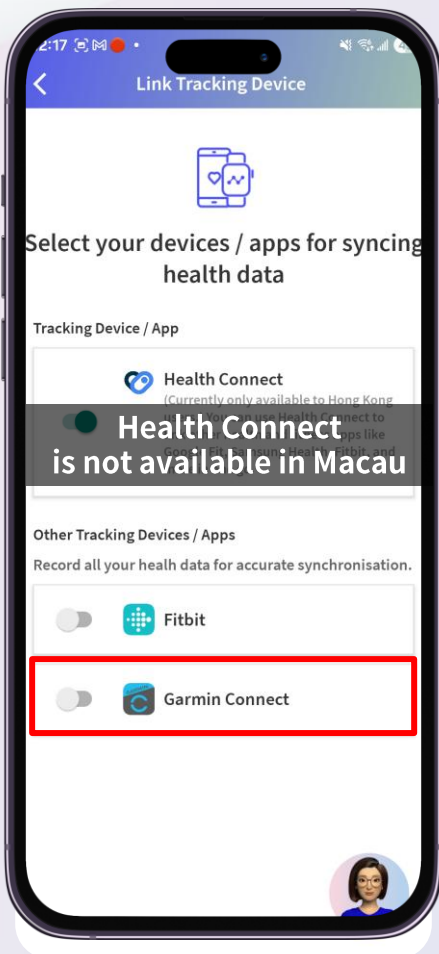 2:17
Link Tracking Device
Select your devices / apps for syncing
health data
Tracking Device / App
Health Connect
(Currently only available to Hong Kong
Health Connect
is not available in Macau
Other Tracking Devices / Apps
Record all your healh data for accurate synchronisation.
Fitbit
Garmin Connect